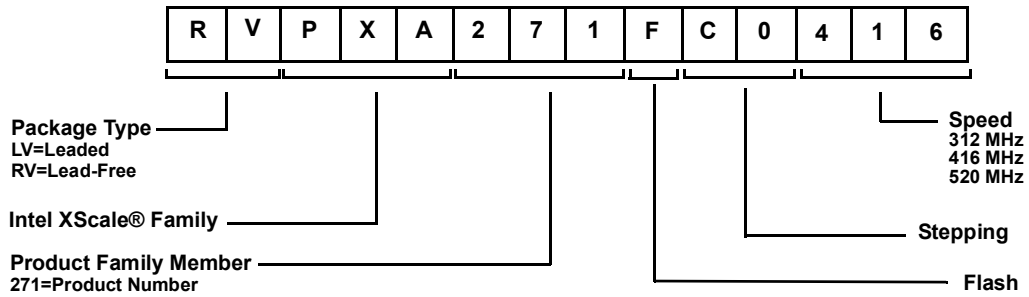 R V P X A 2 7 1 F C 0 4 1 6
Package Type
LV=Leaded
RV=Lead-Free
Speed
312 MHz
416 MHz
520 MHz
Intel XScale® Family
Stepping
Product Family Member
271=Product Number
Flash